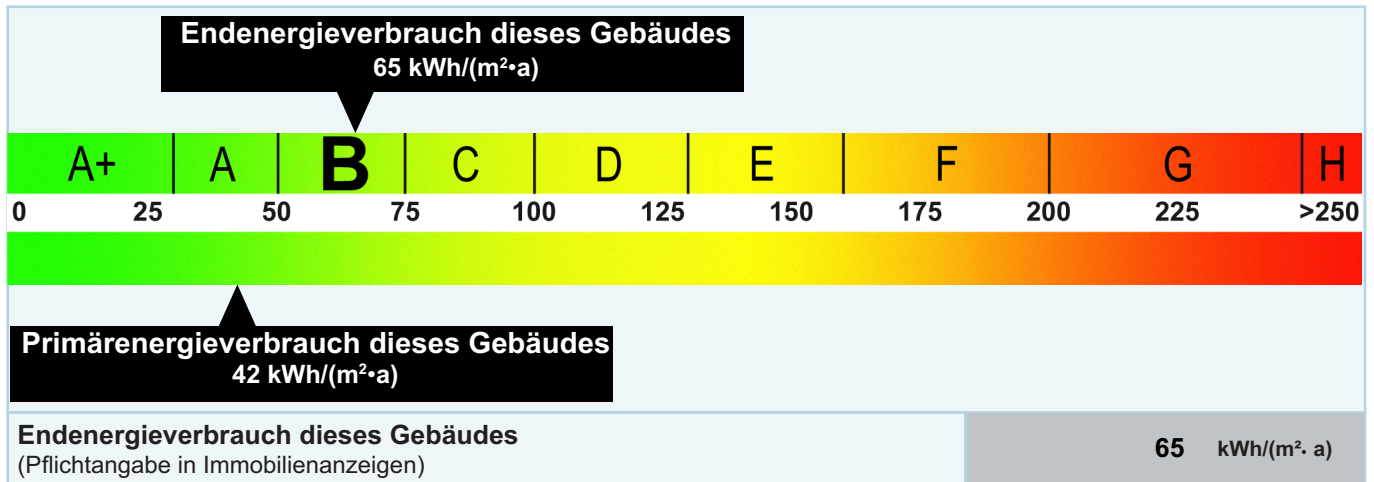 Endenergieverbrauch dieses Gebäudes
65 kWh/(m²•a)
A+ A B C D E F G H
0 25 50 75 100 125 150 175 200 225 >250
Primärenergieverbrauch dieses Gebäudes
42 kWh/(m²•a)
Endenergieverbrauch dieses Gebäudes
(Pflichtangabe in Immobilienanzeigen)
65 kWh/(m²· a)